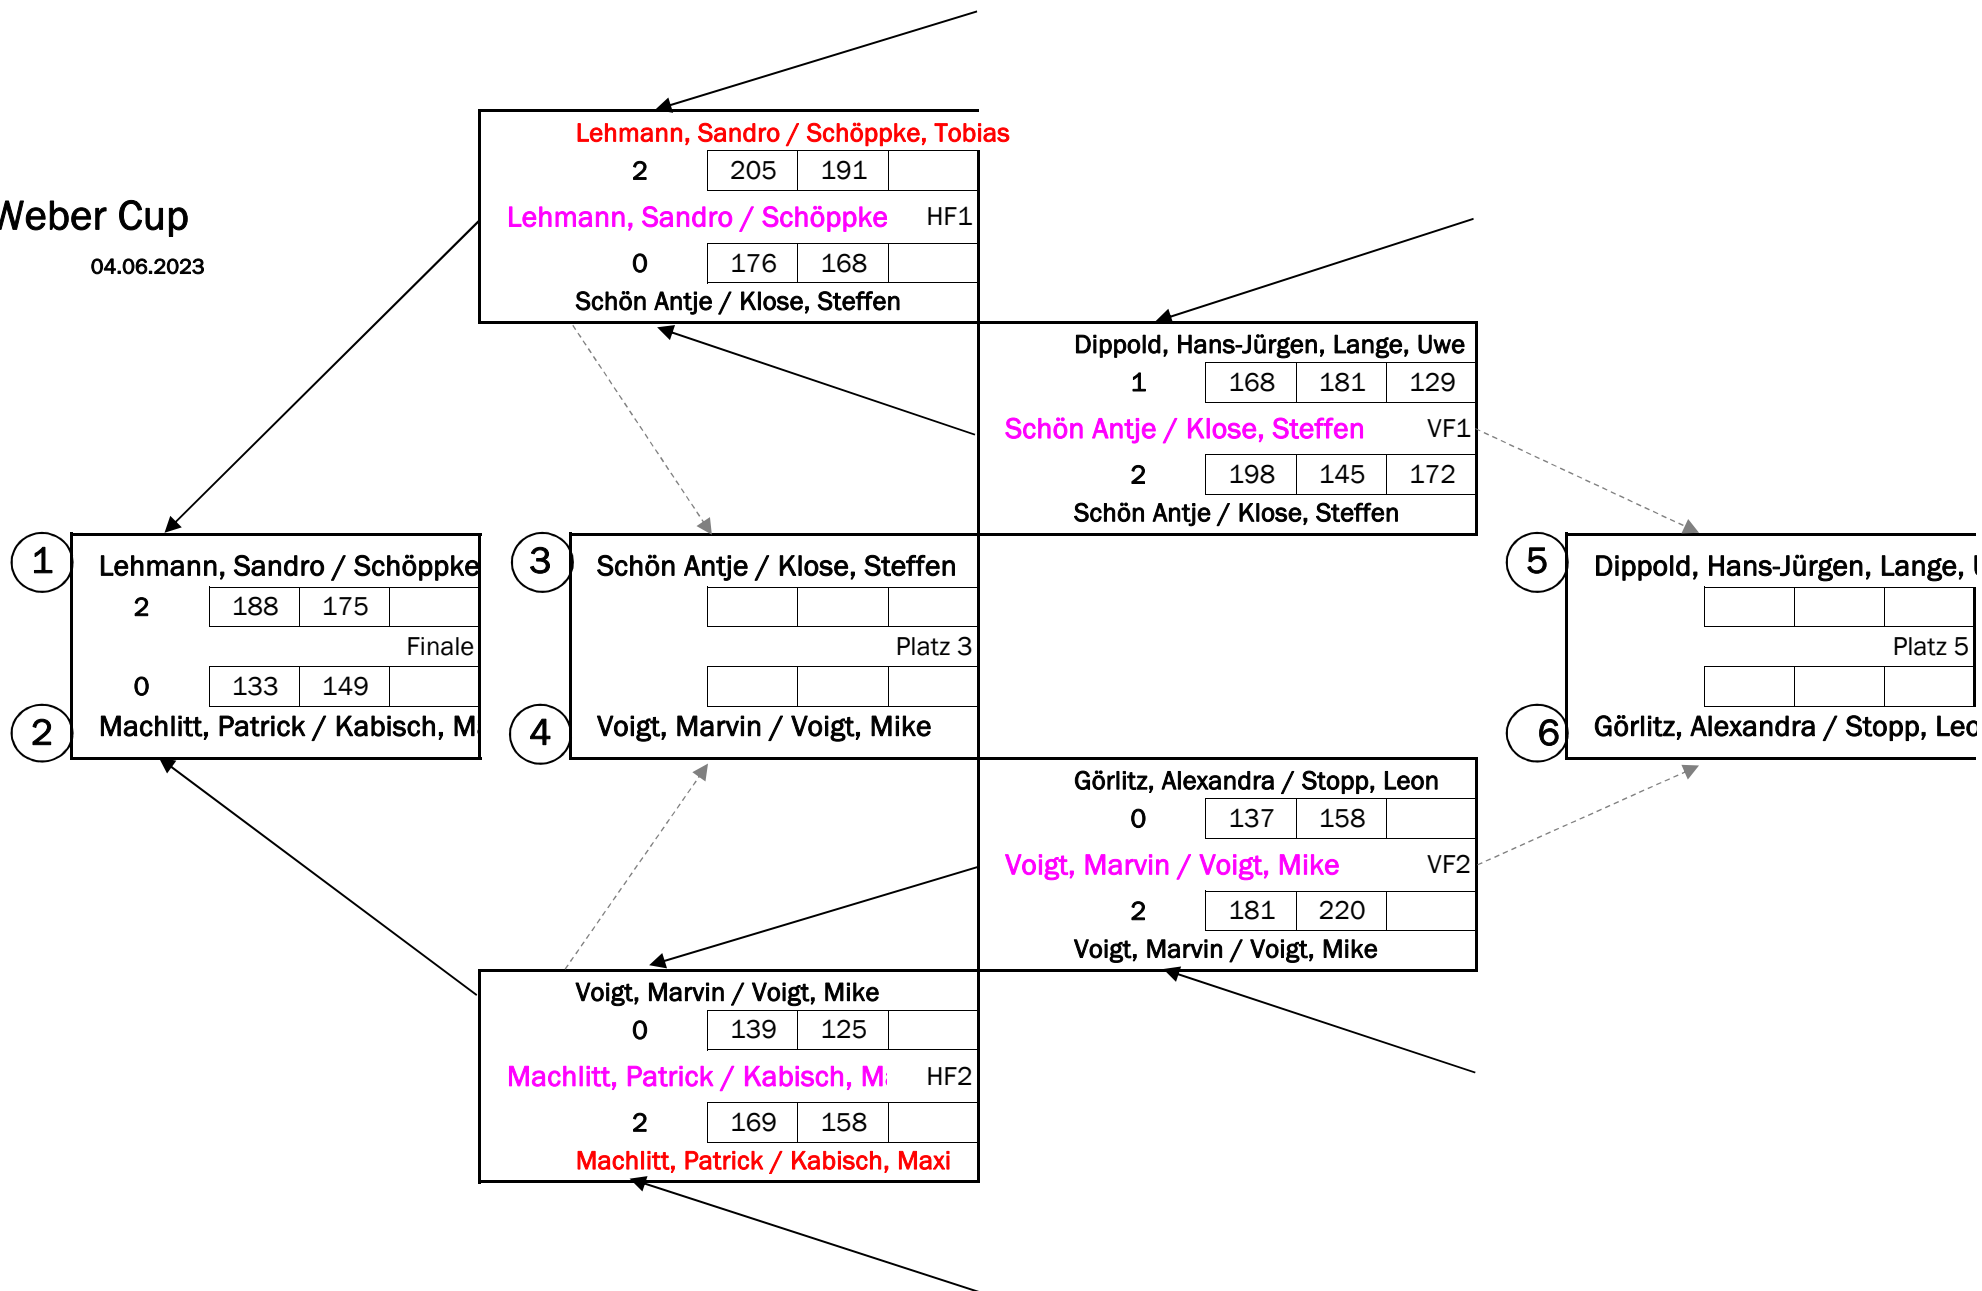 Weber Cup
04.06.2023
Lehmann, Sandro / Schöppke, Tobias
2 205 191
Lehmann, Sandro / Schöppke HF1
0 176 168
Schön Antje / Klose, Steffen
Dippold, Hans-Jürgen, Lange, Uwe
1 168 181 129
Schön Antje / Klose, Steffen VF1
2 198 145 172
Schön Antje / Klose, Steffen
1 Lehmann, Sandro / Schöppke
2 188 175
Finale
0 133 149
2 Machlitt, Patrick / Kabisch,
3 Schön Antje / Klose, Steffen
Platz 3
4 Voigt, Marvin / Voigt, Mike
5 Dippold, Hans-Jürgen, Lange,
Platz 5
6 Görlitz, Alexandra / Stopp,
Görlitz, Alexandra / Stopp, Leon
0 137 158
Voigt, Marvin / Voigt, Mike VF2
2 181 220
Voigt, Marvin / Voigt, Mike
Voigt, Marvin / Voigt, Mike
0 139 125
Machlitt, Patrick / Kabisch, HF2
2 169 158
Machlitt, Patrick / Kabisch, Maxi